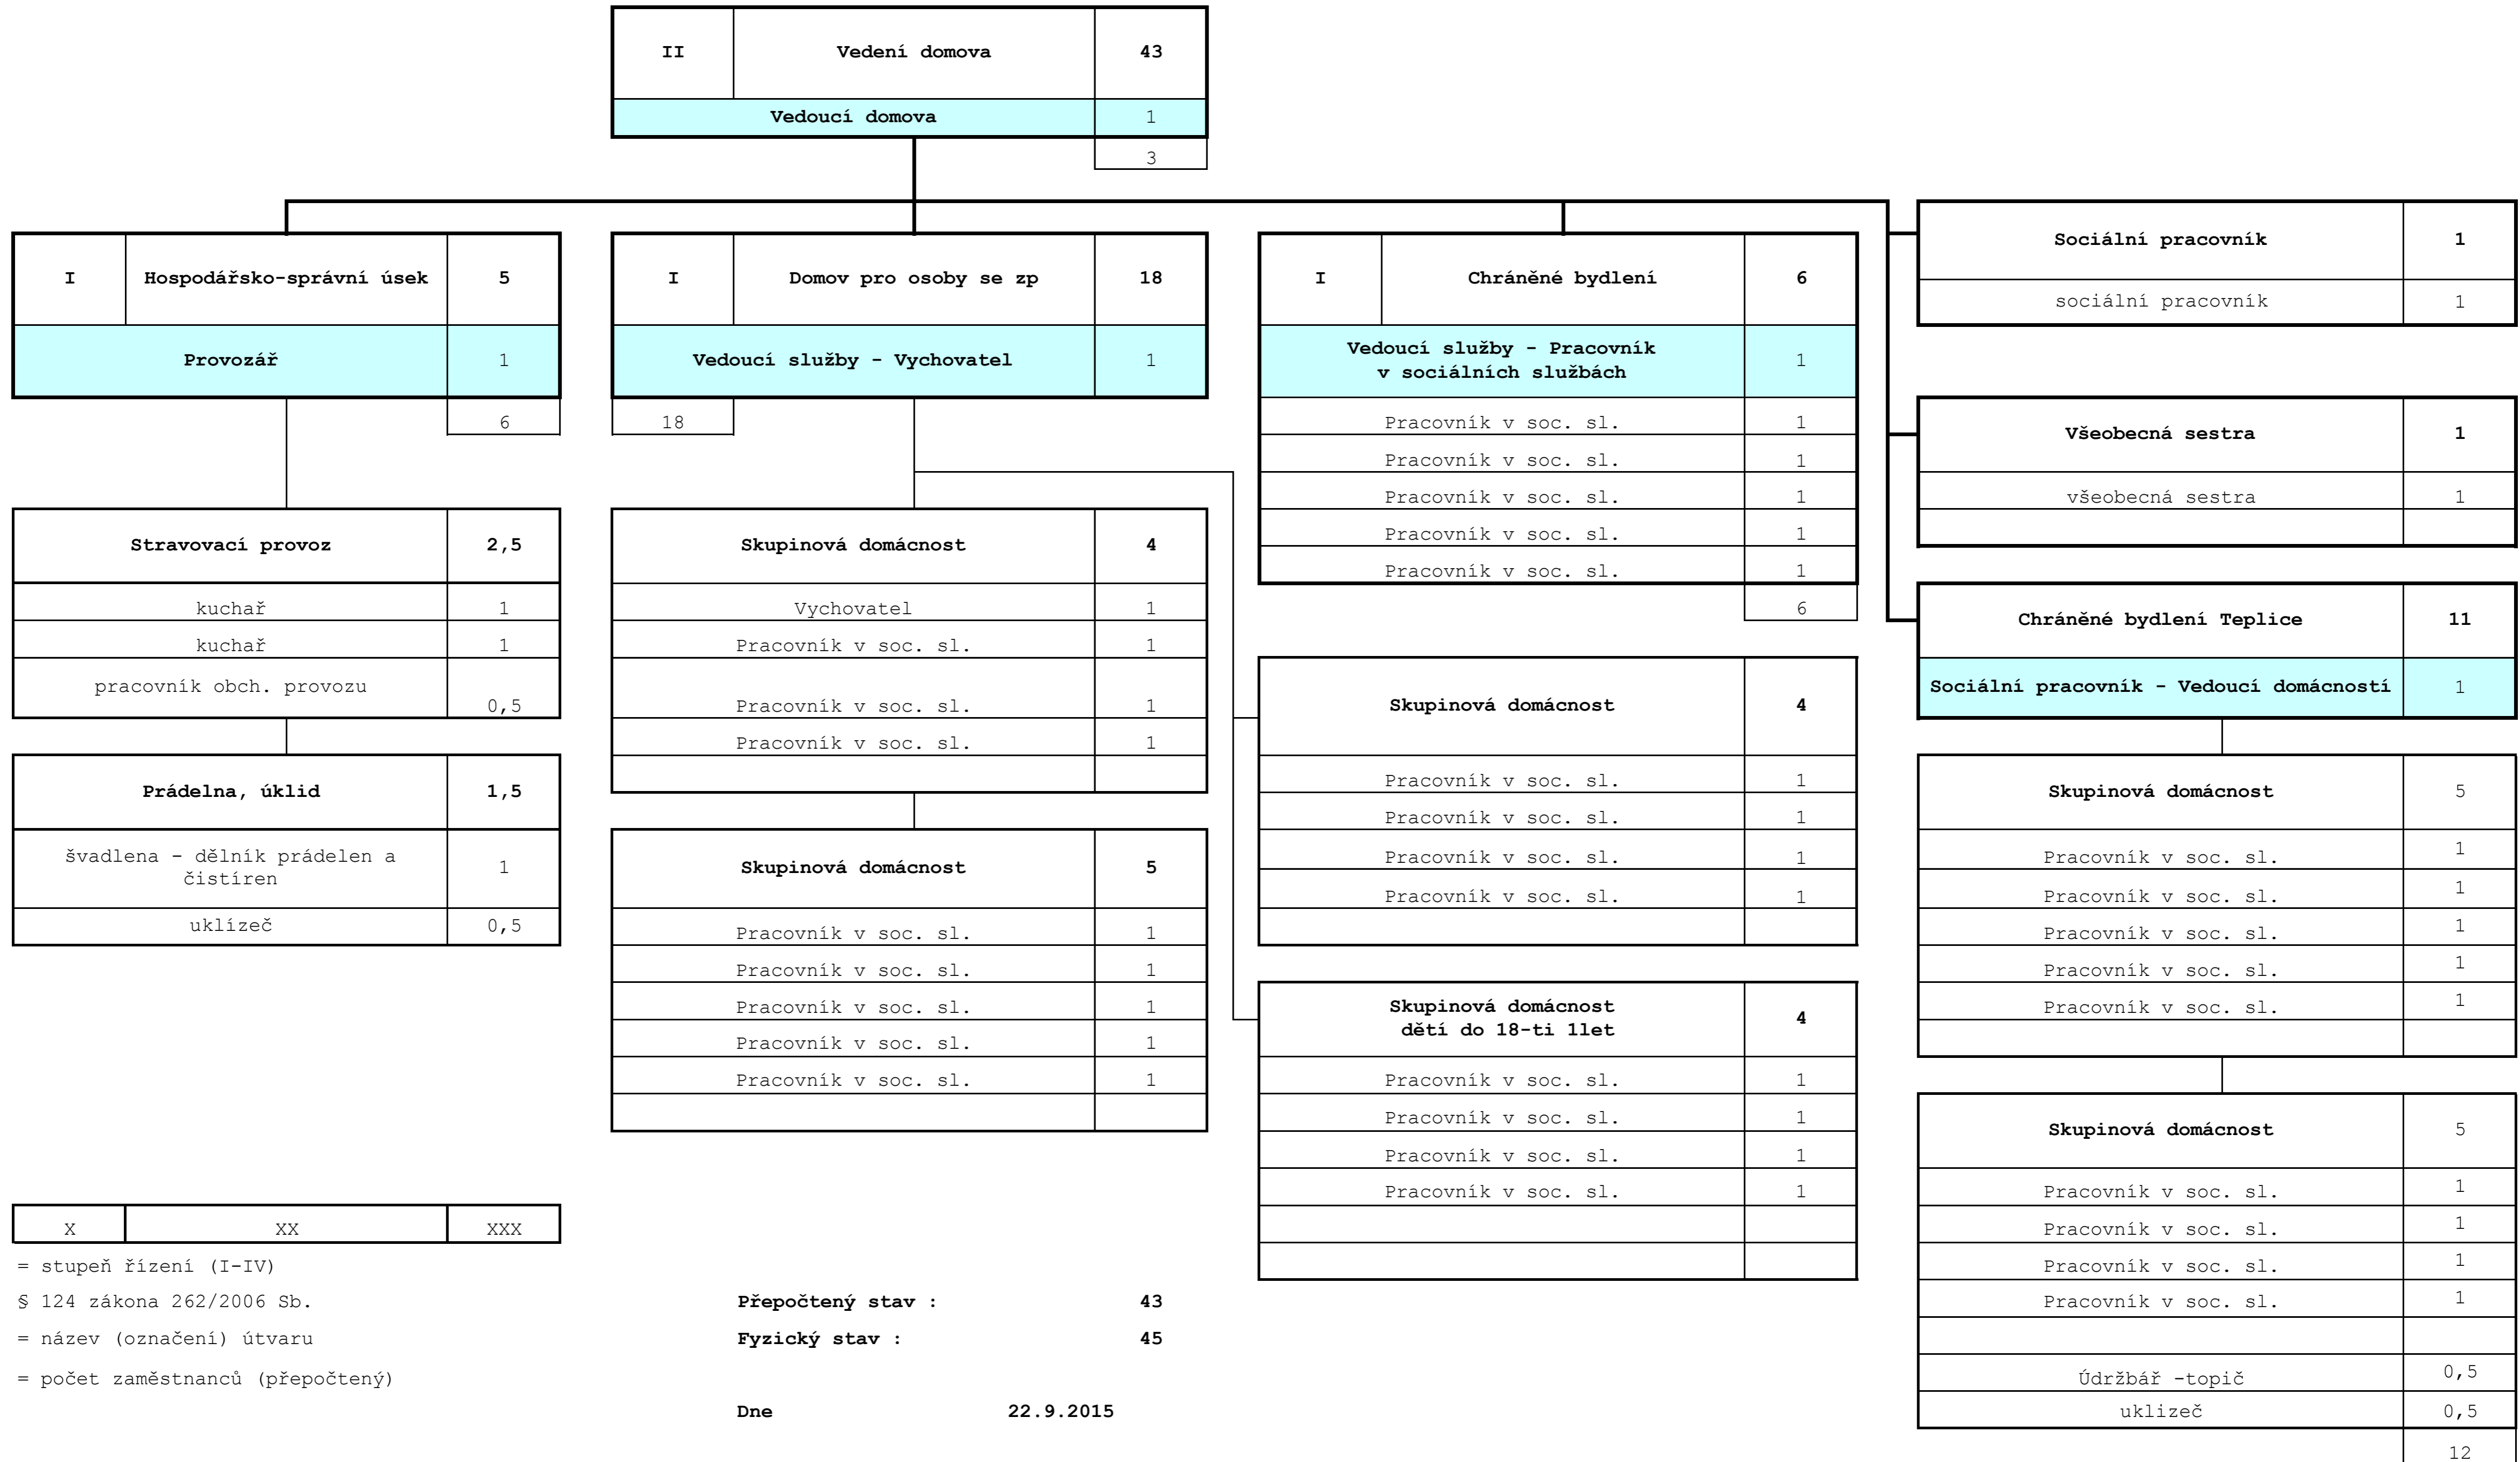 II Vedení domova 43
Vedoucí domova 1
3
I Hospodářsko-správní úsek 5
Provozář 1
6
Stravovací provoz 2,5
kuchař 1
kuchař 1
pracovník obch. provozu 0,5
Prádelna, úklid 1,5
švadlena - dělník prádelen a
čistíren 1
uklízeč 0,5
I Domov pro osoby se zp 18
Vedoucí služby - Vychovatel 1
18
Skupinová domácnost 4
Vychovatel 1
Pracovník v soc. sl. 1
Pracovník v soc. sl. 1
Pracovník v soc. sl. 1
Skupinová domácnost 5
Pracovník v soc. sl. 1
Pracovník v soc. sl. 1
Pracovník v soc. sl. 1
Pracovník v soc. sl. 1
Pracovník v soc. sl. 1
I Chráněné bydlení 6
Vedoucí služby - Pracovník
v sociálních službách 1
Pracovník v soc. sl. 1
Pracovník v soc. sl. 1
Pracovník v soc. sl. 1
Pracovník v soc. sl. 1
Pracovník v soc. sl. 1
6
Skupinová domácnost 4
Pracovník v soc. sl. 1
Pracovník v soc. sl. 1
Pracovník v soc. sl. 1
Pracovník v soc. sl. 1
Skupinová domácnost
dětí do 18-ti 1let 4
Pracovník v soc. sl. 1
Pracovník v soc. sl. 1
Pracovník v soc. sl. 1
Pracovník v soc. sl. 1
Sociální pracovník 1
sociální pracovník 1
Všeobecná sestra 1
všeobecná sestra 1
Chráněné bydlení Teplice 11
Sociální pracovník - Vedoucí domácností 1
Skupinová domácnost 5
Pracovník v soc. sl. 1
Pracovník v soc. sl. 1
Pracovník v soc. sl. 1
Pracovník v soc. sl. 1
Pracovník v soc. sl. 1
Skupinová domácnost 5
Pracovník v soc. sl. 1
Pracovník v soc. sl. 1
Pracovník v soc. sl. 1
Pracovník v soc. sl. 1
Údržbář -topič 0,5
uklizeč 0,5
12
X XX XXX
= stupeň řízení (I-IV)
§ 124 zákona 262/2006 Sb.
= název (označení) útvaru
= počet zaměstnanců (přepočtený)
Přepočtený stav : 43
Fyzický stav : 45
Dne 22.9.2015